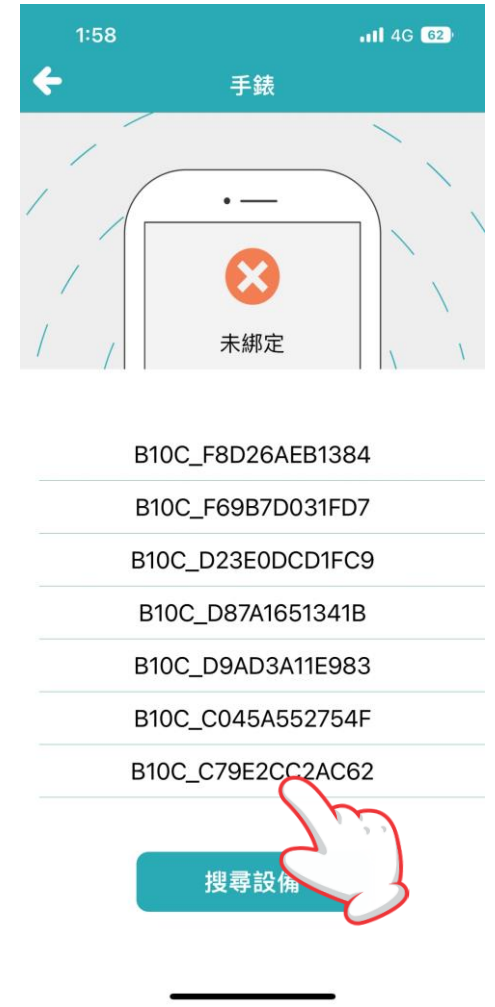 1:58 4G 62
手錶
未綁定
B10C_F8D26AEB1384
B10C_F69B7D031FD7
B10C_D23E0DCD1FC9
B10C_D87A1651341B
B10C_D9AD3A11E983
B10C_C045A552754F
B10C_C79E2CC2AC62
搜尋設備